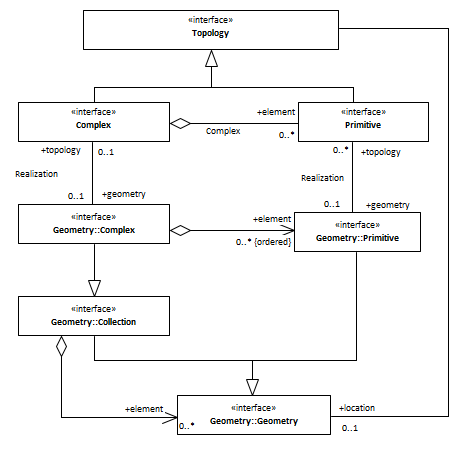 «interface»
Topology
«interface»
Complex
+element
«interface»
Primitive
Complex
0..*
+topology
0..1
0..*
+topology
Realization
Realization
0..1
+geometry
0..1
+geometry
«interface»
Geometry::Complex
+element
«interface»
Geometry::Primitive
0..* {ordered}
«interface»
Geometry::Collection
+element
0..*
«interface»
Geometry::Geometry
+location
0..1